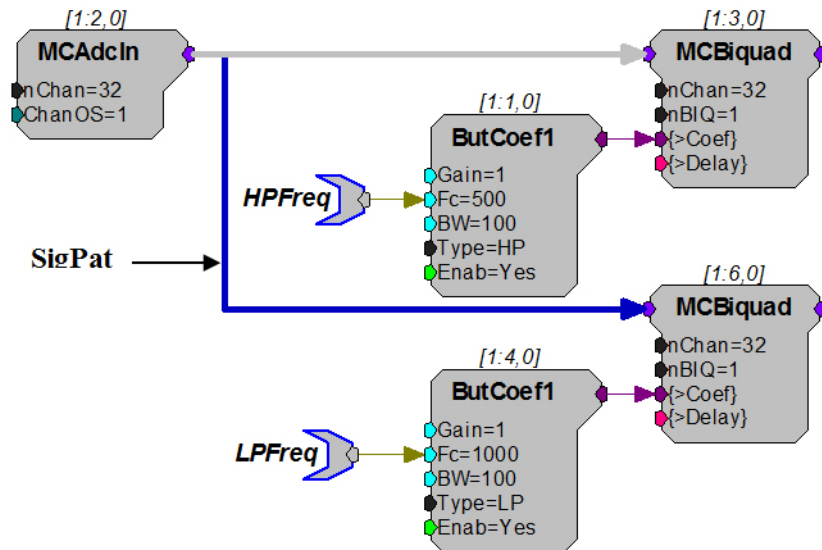 [1:2,0]
MCAdcIn
nChan=32
ChanOS=1
[1:3,0]
MCBiquad
nChan=32
nBIQ=1
{>Coef}
{>Delay}
[1:1,0]
ButCoef1
Gain=1
Fc=500
BW=100
Type=HP
Enab=Yes
HPFreq
SigPat
[1:6,0]
MCBiquad
nChan=32
nBIQ=1
{>Coef}
{>Delay}
[1:4,0]
ButCoef1
Gain=1
Fc=1000
BW=100
Type=LP
Enab=Yes
LPFreq